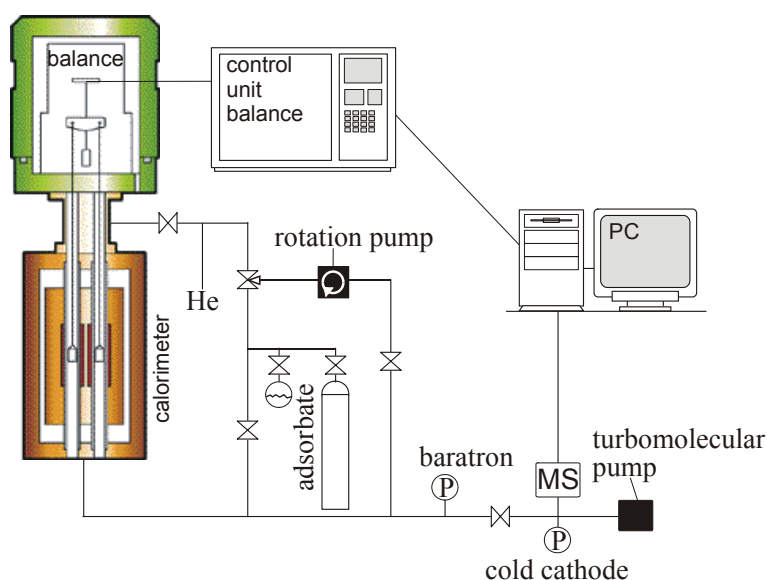 balance
control
unit
balance
PC
rotation pump
He
calorimeter
adsorbate
baratron
P
MS
turbomolecular
pump
P
cold cathode